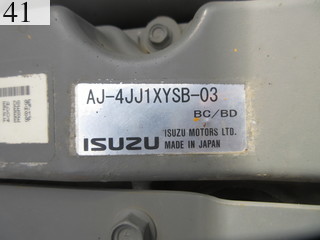 41
AJ-4JJ1XYSB-03
BC/BD
ISUZU ISUZU MOTORS LTD.
MADE IN JAPAN